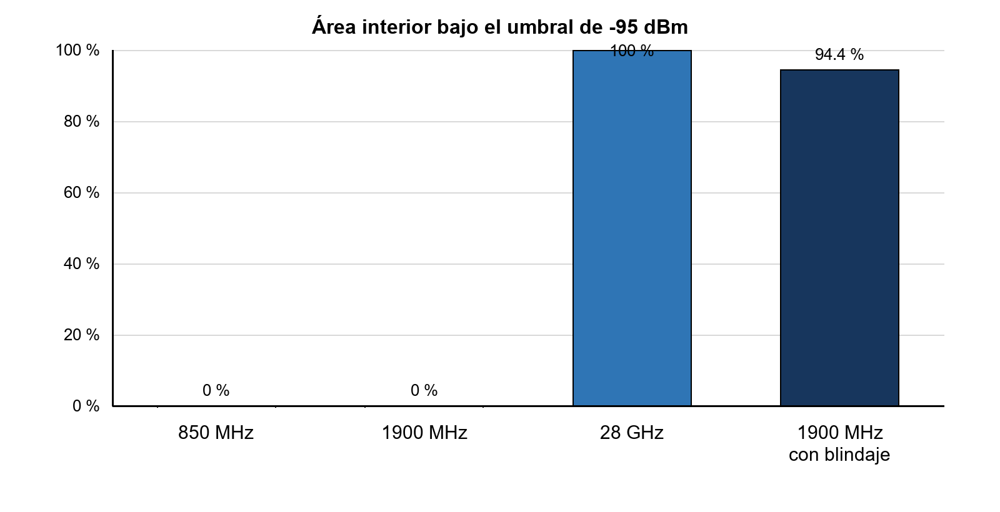 Área interior bajo el umbral de -95 dBm
100 %
80 %
60 %
40 %
20 %
0 %
0 %
0 %
100 %
94.4 %
850 MHz
1900 MHz
28 GHz
1900 MHz
con blindaje